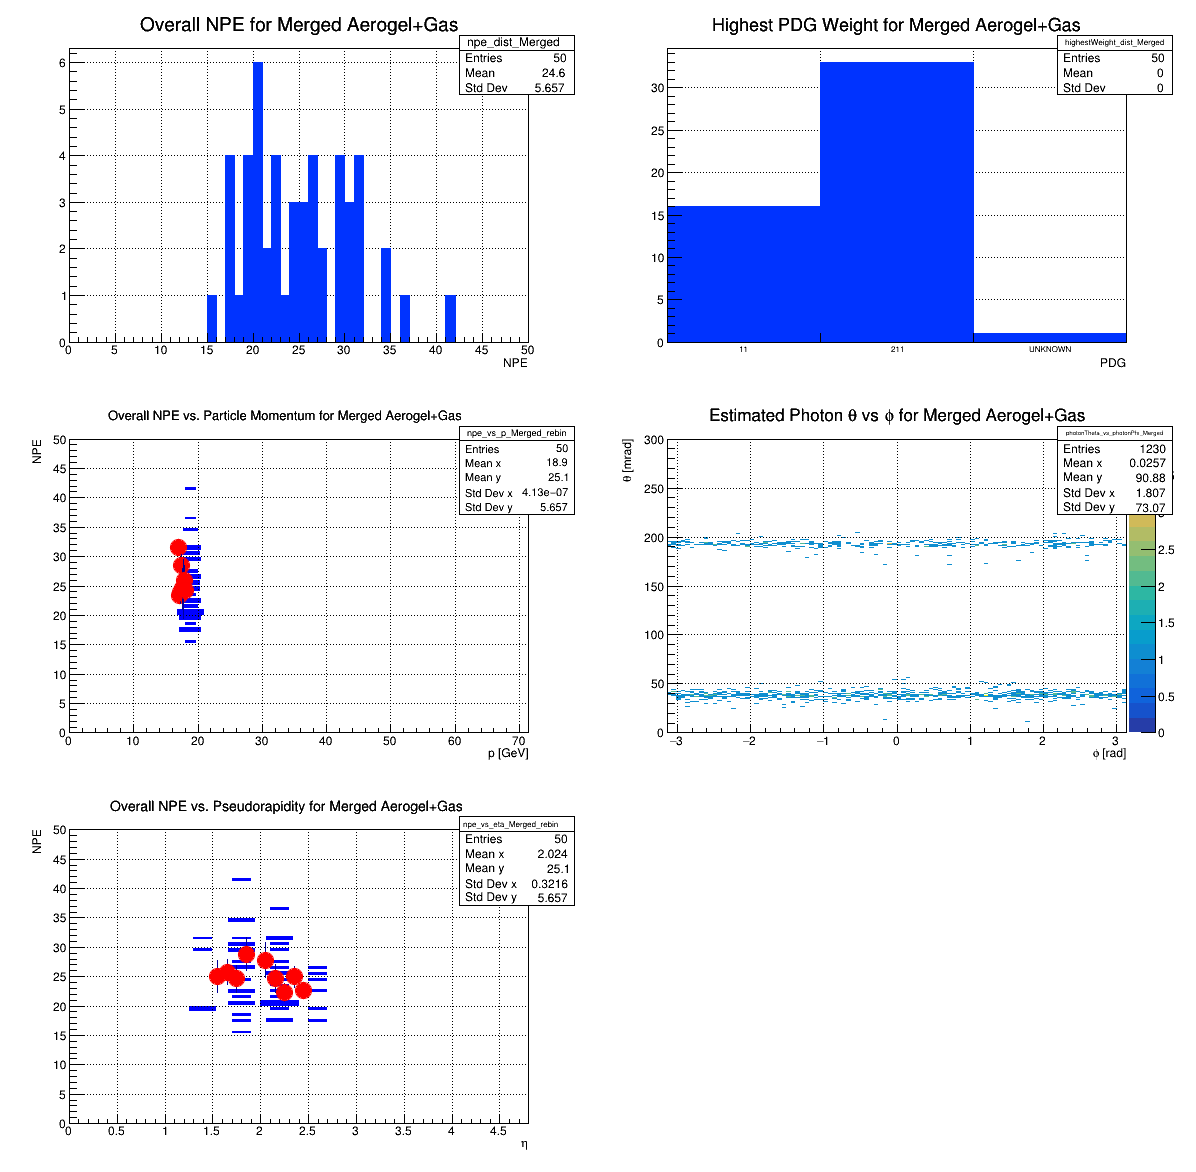 Overall NPE for Merged Aerogel+Gas
npe_dist_Merged
Entries 50
Mean 24.6
Std Dev 5.657
6
5
4
3
2
1
0
0 5 10 15 20 25 30 35 40 45 50
NPE
Highest PDG Weight for Merged Aerogel+Gas
highestWeight_dist_Merged
Entries 50
Mean 0
Std Dev 0
30
25
20
15
10
5
0
11 211 UNKNOWN
PDG
Overall NPE vs. Particle Momentum for Merged Aerogel+Gas
npe_vs_p_Merged_rebin
Entries 50
Mean x 18.9
Mean y 25.1
Std Dev x 4.13e−07
Std Dev y 5.657
NPE
50
45
40
35
30
25
20
15
10
5
0
0 10 20 30 40 50 60 70
p [GeV]
Estimated Photon θ vs ϕ for Merged Aerogel+Gas
photonTheta_vs_photonPhi_Merged
Entries 1230
Mean x 0.0257
Mean y 90.88
Std Dev x 1.807
Std Dev y 73.07
θ [mrad]
300
250
200
150
100
50
0
−3 −2 −1 0 1 2 3
ϕ [rad]
2.5
2
1.5
1
0.5
0
Overall NPE vs. Pseudorapidity for Merged Aerogel+Gas
npe_vs_eta_Merged_rebin
Entries 50
Mean x 2.024
Mean y 25.1
Std Dev x 0.3216
Std Dev y 5.657
NPE
50
45
40
35
30
25
20
15
10
5
0
0 0.5 1 1.5 2 2.5 3 3.5 4 4.5
η